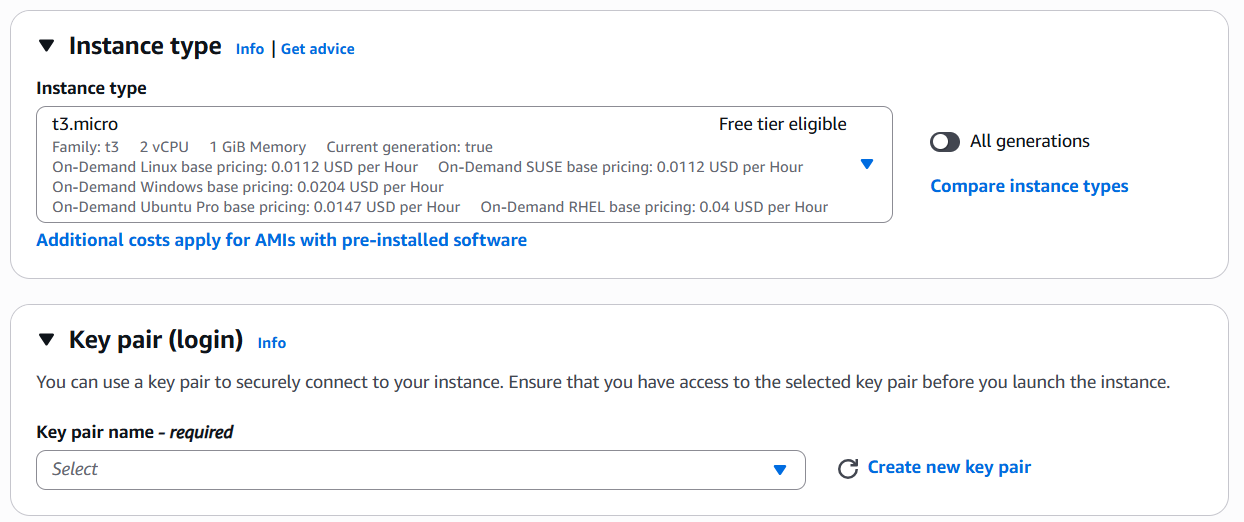 Instance type Info | Get advice
Instance type
t3.micro Free tier eligible
Family: t3 2 vCPU 1 GiB Memory Current generation: true
On-Demand Linux base pricing: 0.0112 USD per Hour On-Demand SUSE base pricing: 0.0112 USD per Hour
On-Demand Windows base pricing: 0.0204 USD per Hour
On-Demand Ubuntu Pro base pricing: 0.0147 USD per Hour On-Demand RHEL base pricing: 0.04 USD per Hour
All generations
Compare instance types
Additional costs apply for AMIs with pre-installed software
Key pair (login) Info
You can use a key pair to securely connect to your instance. Ensure that you have access to the selected key pair before you launch the instance.
Key pair name - required
Select
Create new key pair